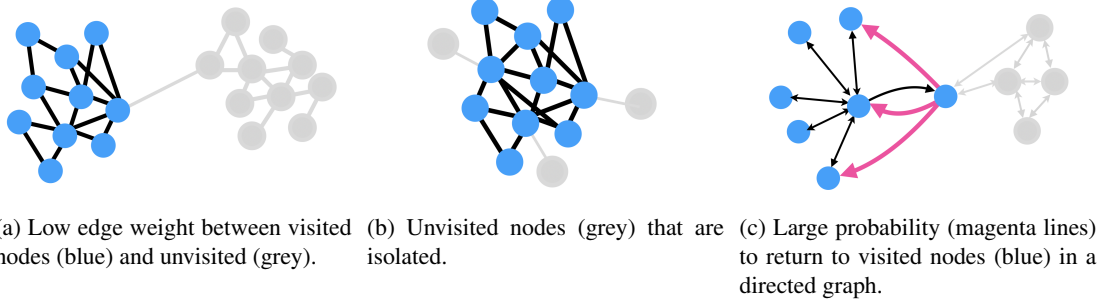 (a) Low edge weight between visited
nodes (blue) and unvisited (grey).
(b) Unvisited nodes (grey) that are
isolated.
(c) Large probability (magenta lines)
to return to visited nodes (blue) in a
directed graph.